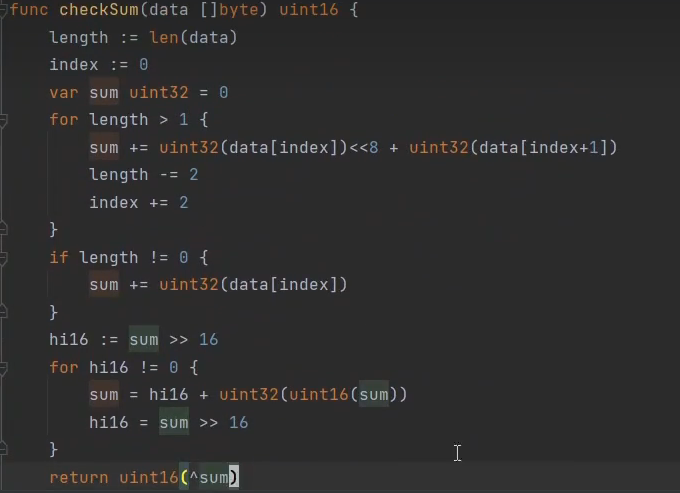 func checkSum(data []byte) uint16 {
    length := len(data)
    index := 0
    var sum uint32 = 0
    for length > 1 {
        sum += uint32(data[index])<<8 + uint32(data[index+1])
        length -= 2
        index += 2
    }
    if length != 0 {
        sum += uint32(data[index])
    }
    hi16 := sum >> 16
    for hi16 != 0 {
        sum = hi16 + uint32(uint16(sum))
        hi16 = sum >> 16
    }
    return uint16(^sum)